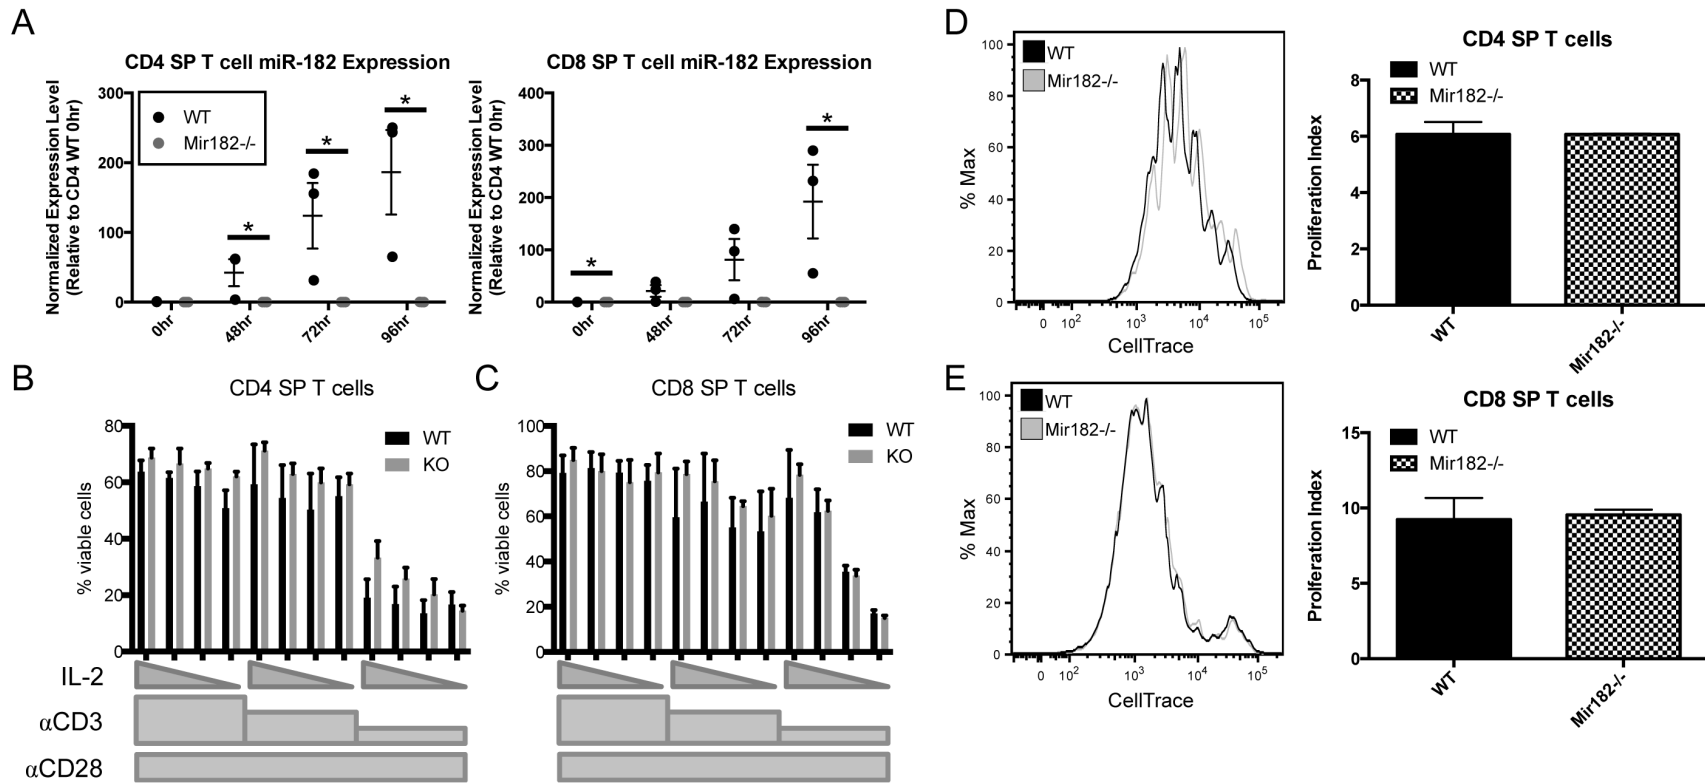 A
CD4 SP T cell miR-182 Expression
Normalized Expression Level
(Relative to CD4 WT 0hr)
300
200
100
0
WT
Mir182-/-
*
*
*
0hr
48hr
72hr
96hr
CD8 SP T cell miR-182 Expression
Normalized Expression Level
(Relative to CD4 WT 0hr)
400
300
200
100
0
*
*
0hr
48hr
72hr
96hr
B
CD4 SP T cells
% viable cells
80
60
40
20
0
WT
KO
C
CD8 SP T cells
% viable cells
100
80
60
40
20
0
WT
KO
IL-2
αCD3
αCD28
D
WT
Mir182-/-
% Max
100
80
60
40
20
0
0 10² 10³ 10⁴ 10⁵
CellTrace
CD4 SP T cells
WT
Mir182-/-
Proliferation Index
8
6
4
2
0
WT
Mir182-/-
E
WT
Mir182-/-
% Max
100
80
60
40
20
0
0 10² 10³ 10⁴ 10⁵
CellTrace
CD8 SP T cells
WT
Mir182-/-
Proliferation Index
15
10
5
0
WT
Mir182-/-